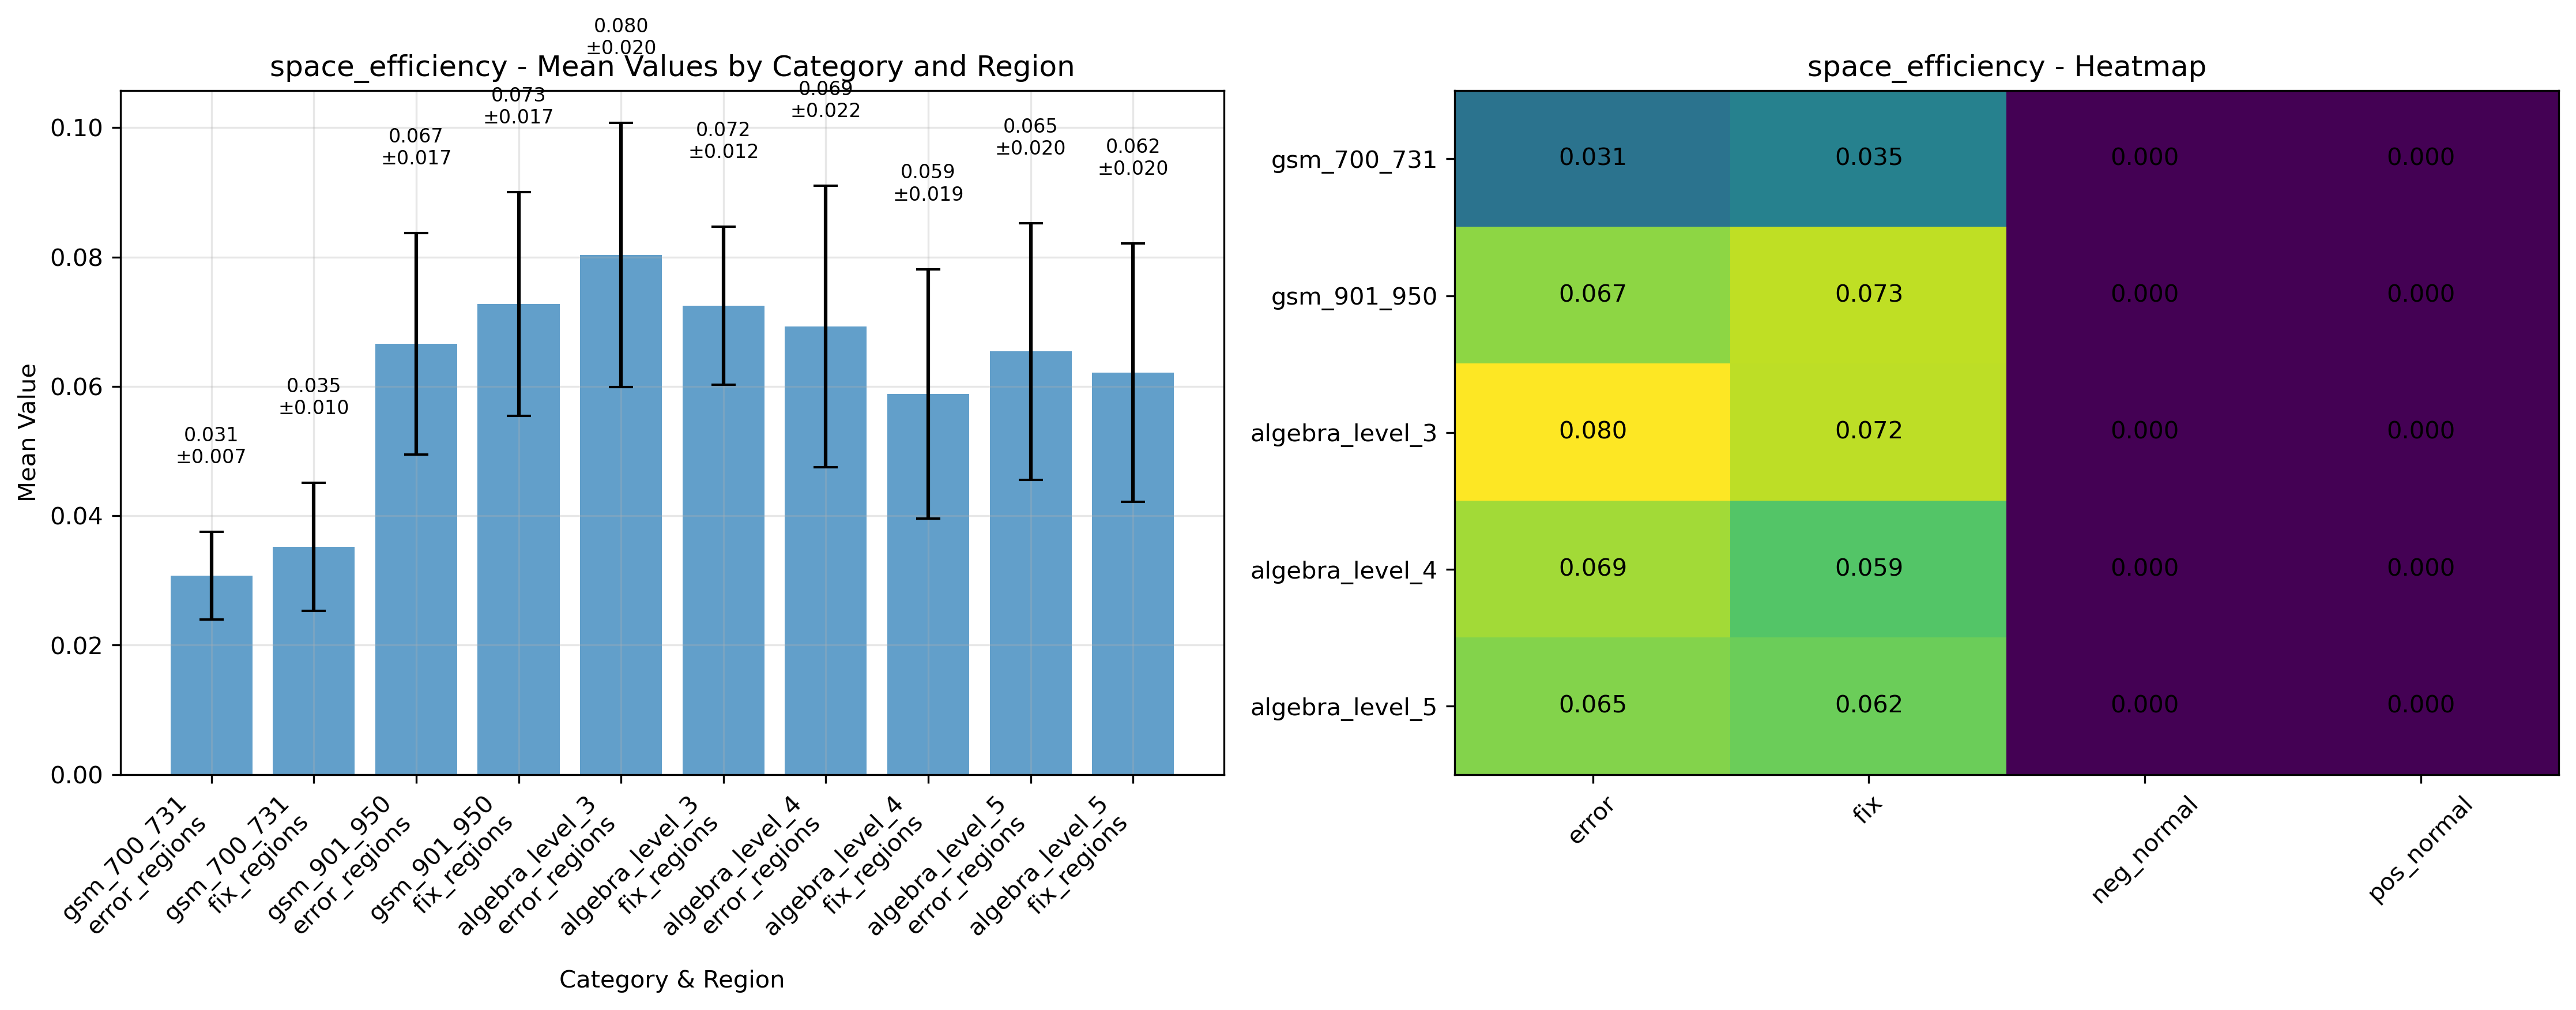 space_efficiency - Mean Values by Category and Region
0.080
±0.020
0.073
±0.017
0.069
±0.022
0.067
±0.017
0.072
±0.012
0.065
±0.020
0.062
±0.020
0.059
±0.019
0.035
±0.010
0.031
±0.007
Mean Value
0.10
0.08
0.06
0.04
0.02
0.00
gsm_700_731
error_regions
gsm_700_731
fix_regions
gsm_901_950
error_regions
gsm_901_950
fix_regions
algebra_level_3
error_regions
algebra_level_3
fix_regions
algebra_level_4
error_regions
algebra_level_4
fix_regions
algebra_level_5
error_regions
algebra_level_5
fix_regions
Category & Region
space_efficiency - Heatmap
gsm_700_731 0.031 0.035 0.000 0.000
gsm_901_950 0.067 0.073 0.000 0.000
algebra_level_3 0.080 0.072 0.000 0.000
algebra_level_4 0.069 0.059 0.000 0.000
algebra_level_5 0.065 0.062 0.000 0.000
error
fix
neg_normal
pos_normal